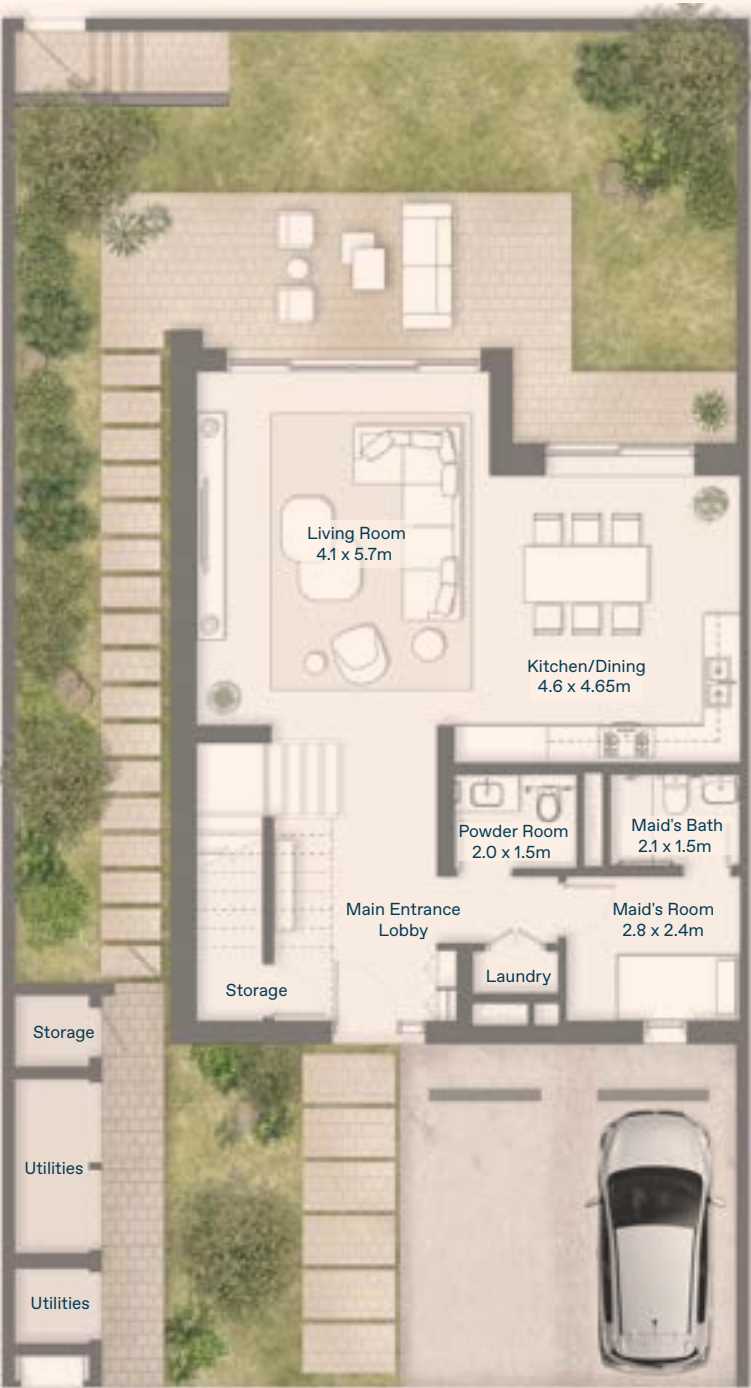 Living Room
4.1 x 5.7m
Kitchen/Dining
4.6 x 4.65m
Powder Room
2.0 x 1.5m
Maid's Bath
2.1 x 1.5m
Main Entrance
Lobby
Maid's Room
2.8 x 2.4m
Laundry
Storage
Storage
Utilities
Utilities